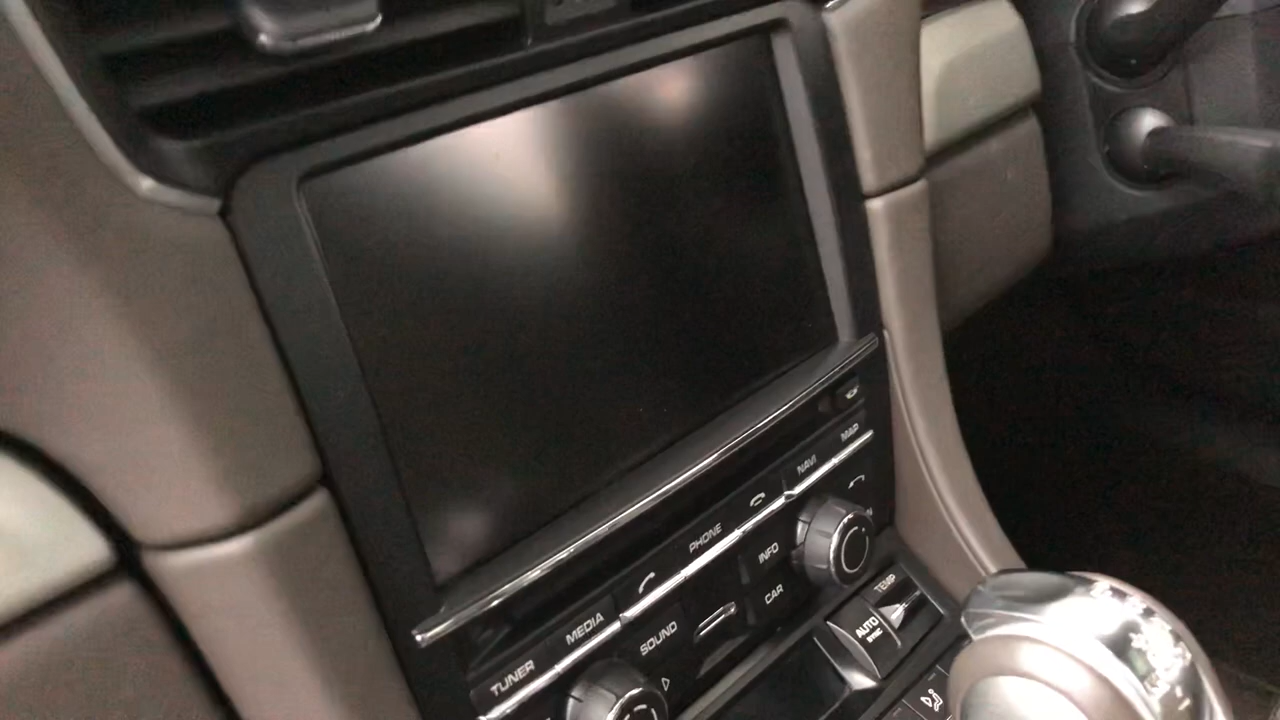 TUNER MEDIA PHONE NAVI MAP
SOUND INFO
CAR
TEMP
AUTO
SYNC